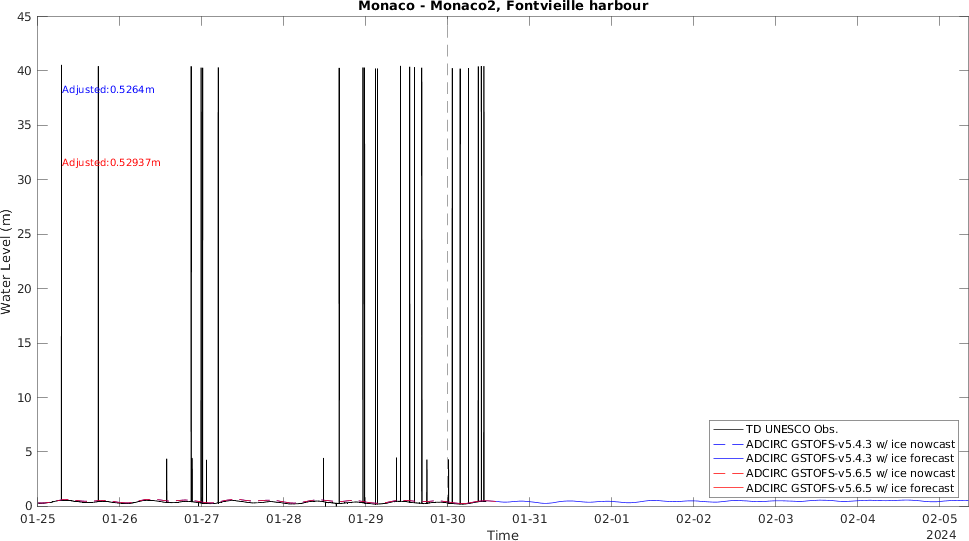 Monaco - Monaco2, Fontvieille harbour
45
40
35
30
25
20
15
10
5
0
Water Level (m)
Adjusted:0.5264m
Adjusted:0.52937m
TD UNESCO Obs.
ADCIRC GSTOFS-v5.4.3 w/ ice nowcast
ADCIRC GSTOFS-v5.4.3 w/ ice forecast
ADCIRC GSTOFS-v5.6.5 w/ ice nowcast
ADCIRC GSTOFS-v5.6.5 w/ ice forecast
01-25 01-26 01-27 01-28 01-29 01-30 01-31 02-01 02-02 02-03 02-04 02-05
Time
2024